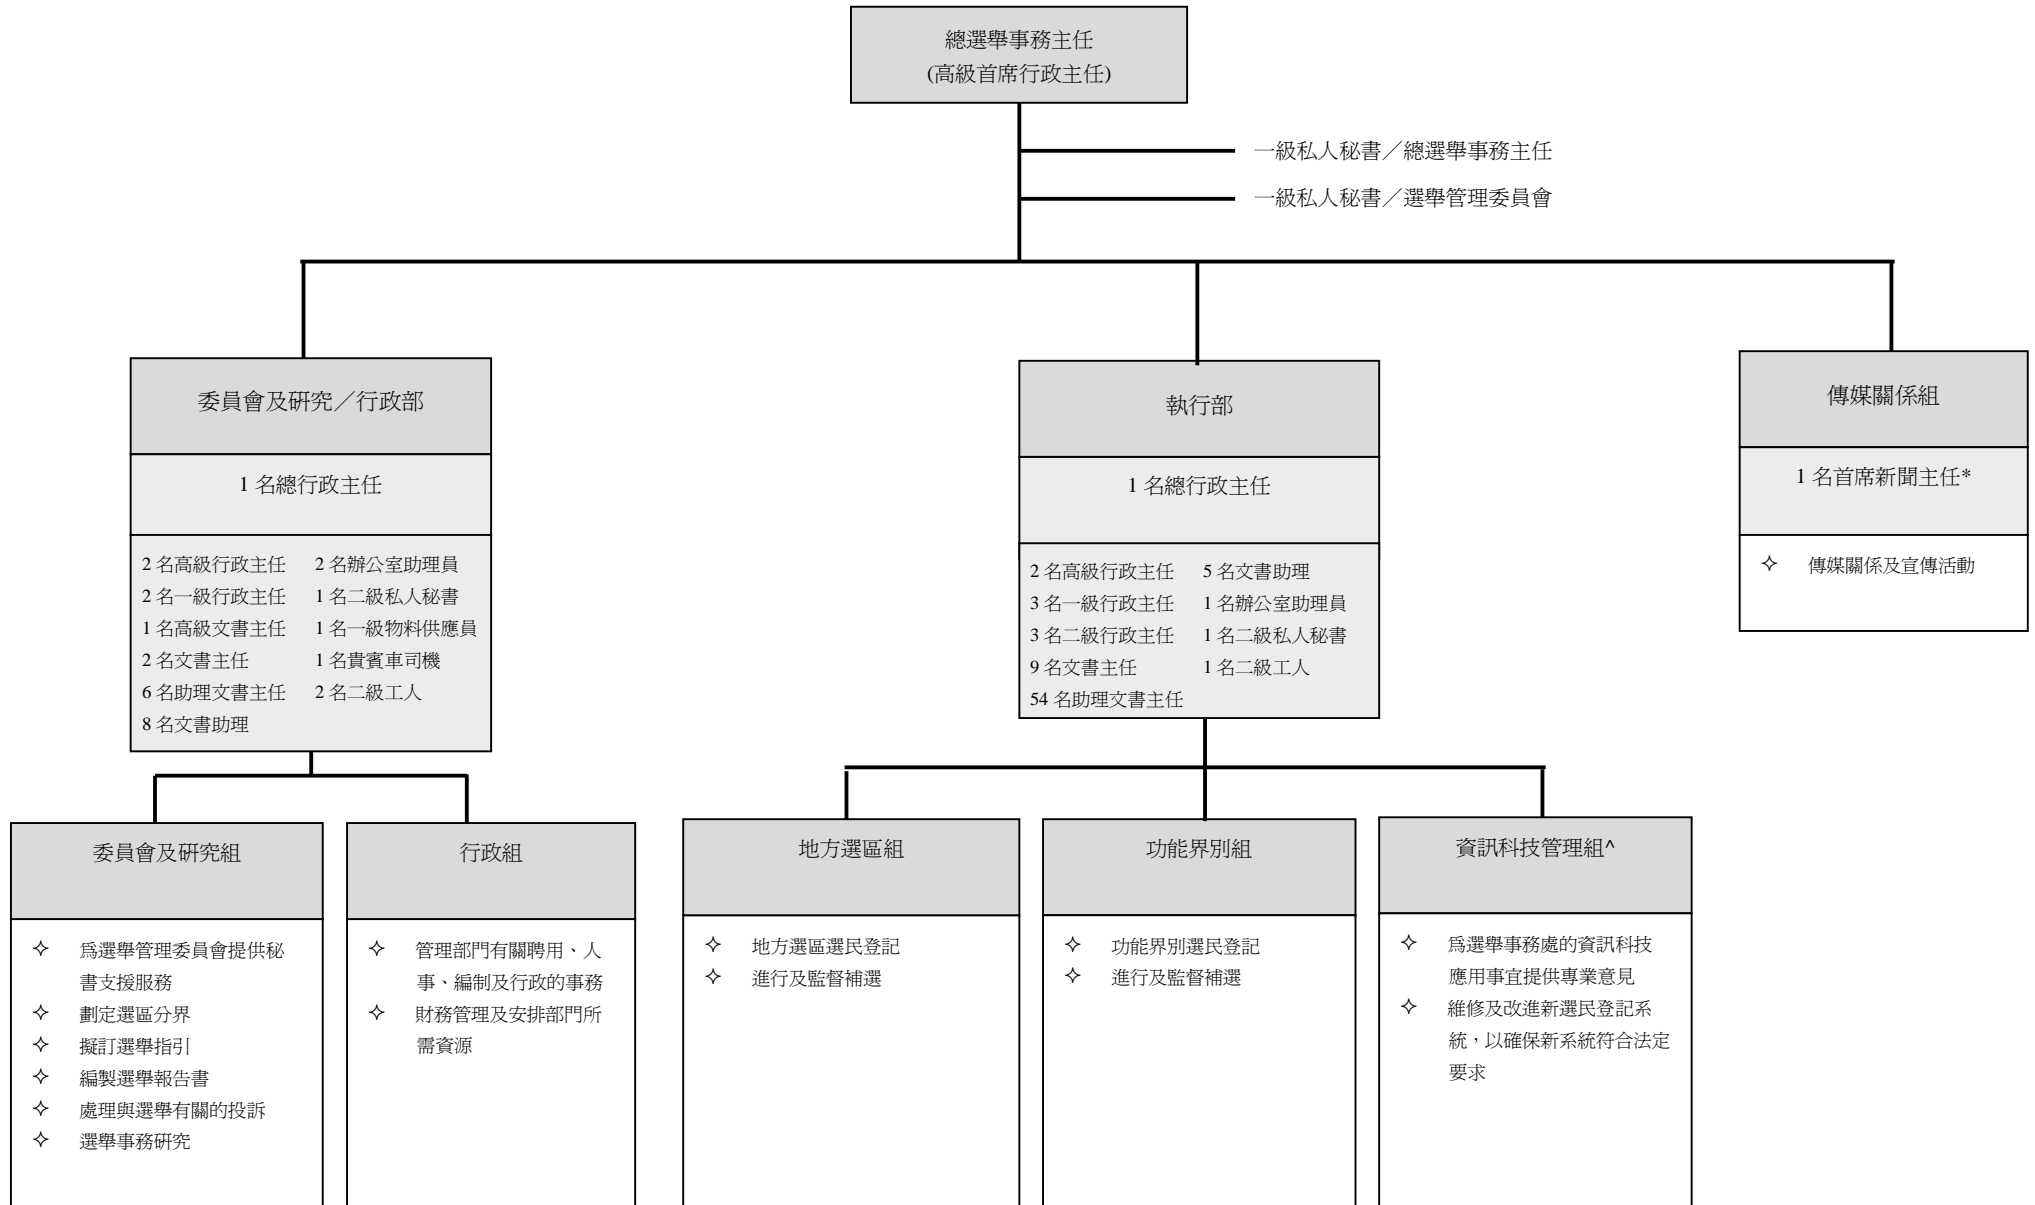 總選舉事務主任
(高級首席行政主任)
一級私人秘書／總選舉事務主任
一級私人秘書／選舉管理委員會
委員會及研究／行政部
1 名總行政主任
2 名高級行政主任 2 名辦公室助理員
2 名一級行政主任 1 名二級私人秘書
1 名高級文書主任 1 名一級物料供應員
2 名文書主任 1 名貴賓車司機
6 名助理文書主任 2 名二級工人
8 名文書助理
執行部
1 名總行政主任
2 名高級行政主任 5 名文書助理
3 名一級行政主任 1 名辦公室助理員
3 名二級行政主任 1 名二級私人秘書
9 名文書主任 1 名二級工人
54 名助理文書主任
傳媒關係組
1 名首席新聞主任*
✧ 傳媒關係及宣傳活動
委員會及研究組
✧ 為選舉管理委員會提供秘
書支援服務
✧ 劃定選區分界
✧ 擬訂選舉指引
✧ 編製選舉報告書
✧ 處理與選舉有關的投訴
✧ 選舉事務研究
行政組
✧ 管理部門有關聘用、人
事、編制及行政的事務
✧ 財務管理及安排部門所
需資源
地方選區組
✧ 地方選區選民登記
✧ 進行及監督補選
功能界別組
✧ 功能界別選民登記
✧ 進行及監督補選
資訊科技管理組^
✧ 為選舉事務處的資訊科技
應用事宜提供專業意見
✧ 維修及改進新選民登記系
統，以確保新系統符合法定
要求